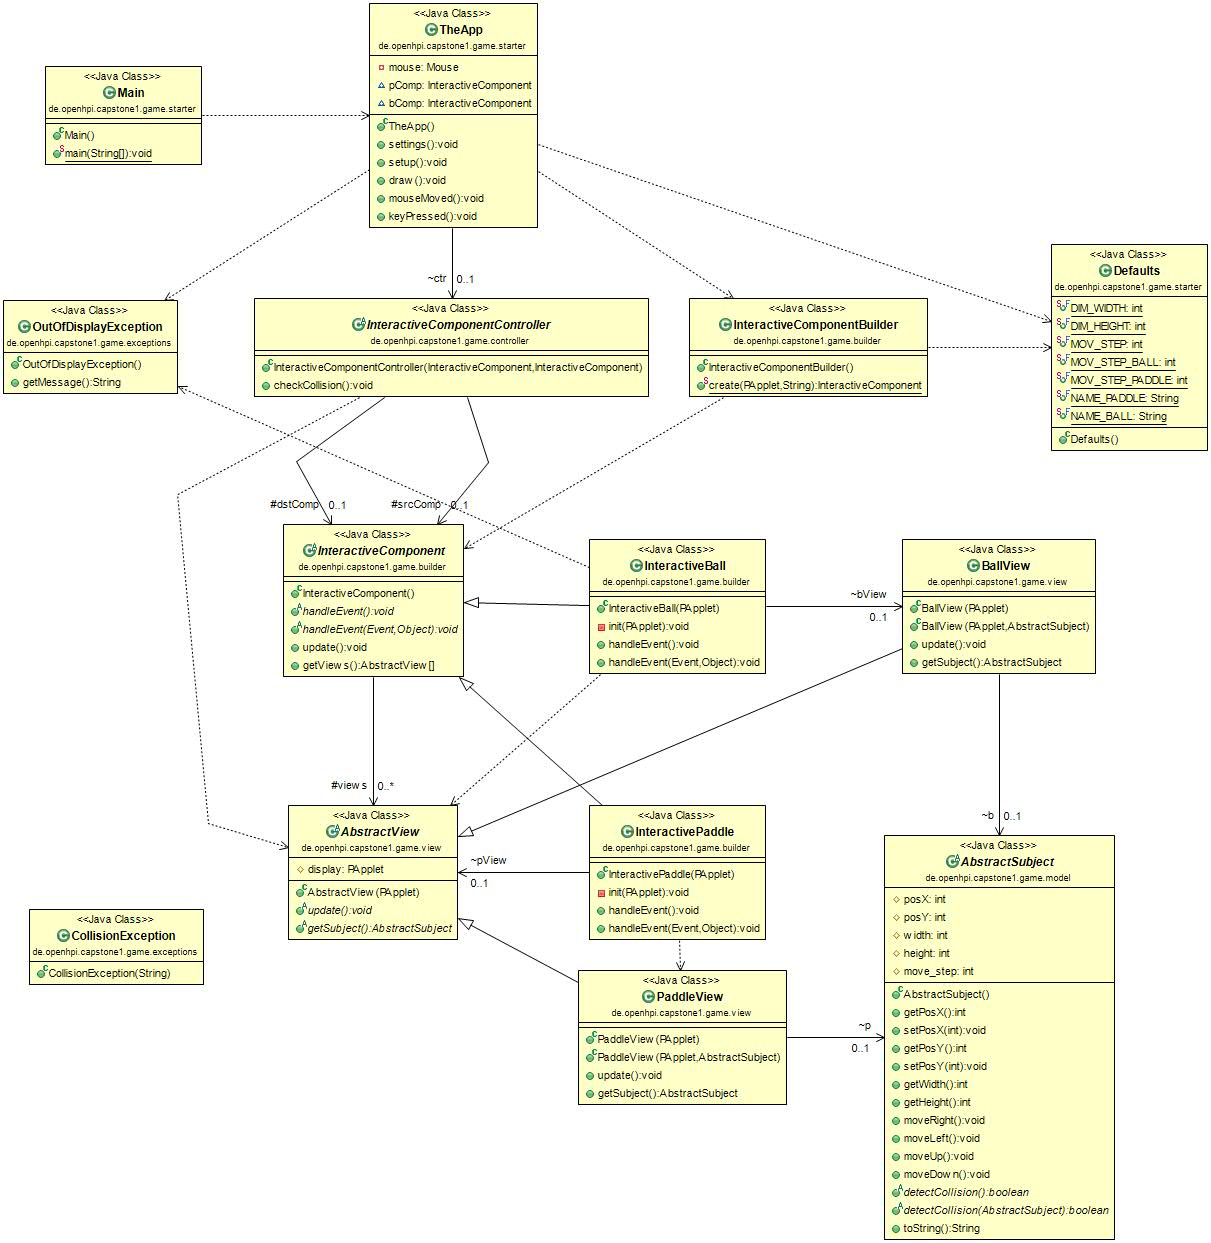 <<Java Class>>
TheApp
de.openhpi.capstone1.game.starter
mouse: Mouse
pComp: InteractiveComponent
bComp: InteractiveComponent
TheApp()
settings():void
setup():void
draw():void
mouseMoved():void
keyPressed():void
<<Java Class>>
Main
de.openhpi.capstone1.game.starter
Main()
main(String[]):void
~ctr 0..1
<<Java Class>>
Defaults
de.openhpi.capstone1.game.starter
DIM_WIDTH: int
DIM_HEIGHT: int
MOV_STEP: int
MOV_STEP_BALL: int
MOV_STEP_PADDLE: int
NAME_PADDLE: String
NAME_BALL: String
Defaults()
<<Java Class>>
OutOfDisplayException
de.openhpi.capstone1.game.exceptions
OutOfDisplayException()
getMessage():String
<<Java Class>>
InteractiveComponentController
de.openhpi.capstone1.game.controller
InteractiveComponentController(InteractiveComponent,InteractiveComponent)
checkCollision():void
<<Java Class>>
InteractiveComponentBuilder
de.openhpi.capstone1.game.builder
InteractiveComponentBuilder()
create(PApplet,String):InteractiveComponent
#dstComp 0..1
#srcComp 0..1
<<Java Class>>
InteractiveComponent
de.openhpi.capstone1.game.builder
InteractiveComponent()
handleEvent():void
handleEvent(Event,Object):void
update():void
getViews():AbstractView[]
<<Java Class>>
InteractiveBall
de.openhpi.capstone1.game.builder
InteractiveBall(PApplet)
init(PApplet):void
handleEvent():void
handleEvent(Event,Object):void
~bView
0..1
<<Java Class>>
BallView
de.openhpi.capstone1.game.view
BallView(PApplet)
BallView(PApplet,AbstractSubject)
update():void
getSubject():AbstractSubject
#views 0..*
~b 0..1
<<Java Class>>
AbstractView
de.openhpi.capstone1.game.view
display: PApplet
AbstractView(PApplet)
update():void
getSubject():AbstractSubject
~pView
0..1
<<Java Class>>
InteractivePaddle
de.openhpi.capstone1.game.builder
InteractivePaddle(PApplet)
init(PApplet):void
handleEvent():void
handleEvent(Event,Object):void
<<Java Class>>
CollisionException
de.openhpi.capstone1.game.exceptions
CollisionException(String)
<<Java Class>>
PaddleView
de.openhpi.capstone1.game.view
PaddleView(PApplet)
PaddleView(PApplet,AbstractSubject)
update():void
getSubject():AbstractSubject
~p
0..1
<<Java Class>>
AbstractSubject
de.openhpi.capstone1.game.model
posX: int
posY: int
width: int
height: int
move_step: int
AbstractSubject()
getPosX():int
setPosX(int):void
getPosY():int
setPosY(int):void
getWidth():int
getHeight():int
moveRight():void
moveLeft():void
moveUp():void
moveDown():void
detectCollision():boolean
detectCollision(AbstractSubject):boolean
toString():String